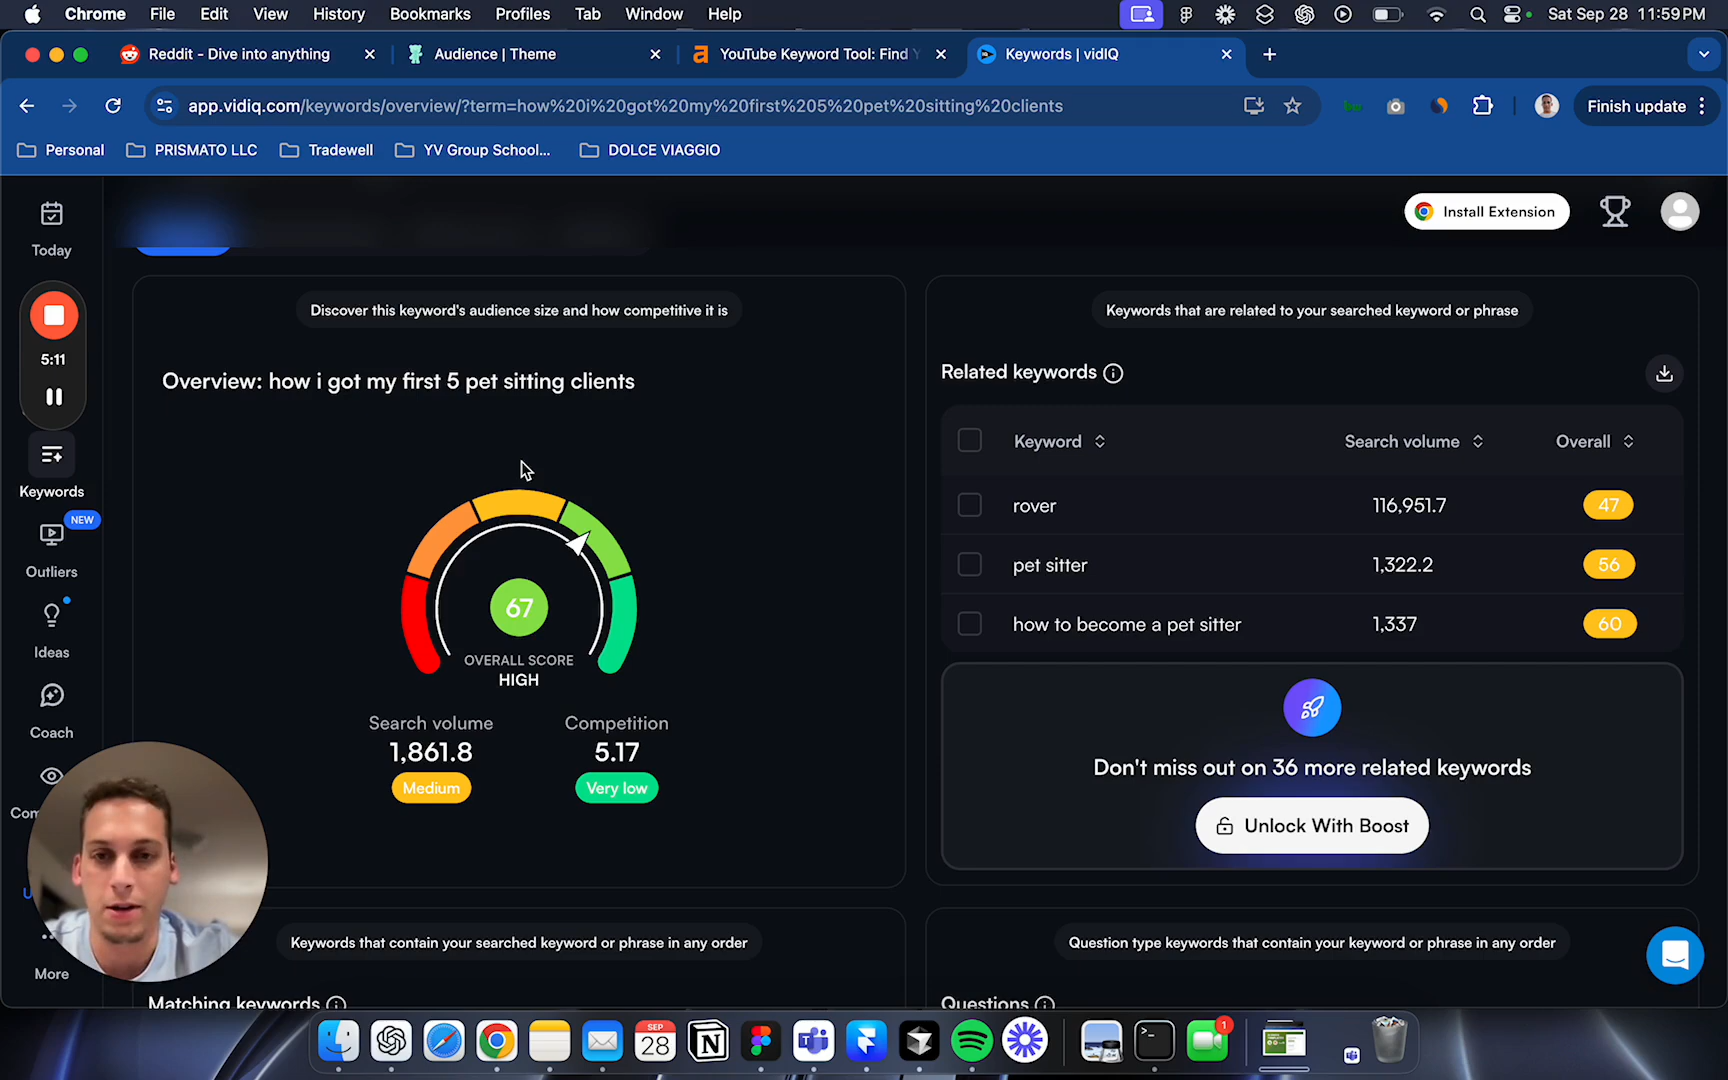 Chrome File Edit View History Bookmarks Profiles Tab Window Help Sat Sep 28 11:59 PM
Reddit - Dive into anything Audience | Theme YouTube Keyword Tool: Find Keywords | vidIQ
app.vidiq.com/keywords/overview/?term=how%20i%20got%20my%20first%205%20pet%20sitting%20clients Finish update
Personal PRISMATO LLC Tradewell YV Group School... DOLCE VIAGGIO
Today
Install Extension
5:11
Keywords
NEW
Outliers
Ideas
Coach
Com
More
Discover this keyword's audience size and how competitive it is
Overview: how i got my first 5 pet sitting clients
67
OVERALL SCORE
HIGH
Search volume Competition
1,861.8 5.17
Medium Very low
Keywords that are related to your searched keyword or phrase
Related keywords
Keyword Search volume Overall
rover 116,951.7 47
pet sitter 1,322.2 56
how to become a pet sitter 1,337 60
Don't miss out on 36 more related keywords
Unlock With Boost
Keywords that contain your searched keyword or phrase in any order
Matching keywords
Question type keywords that contain your keyword or phrase in any order
Questions
SEP
28
1